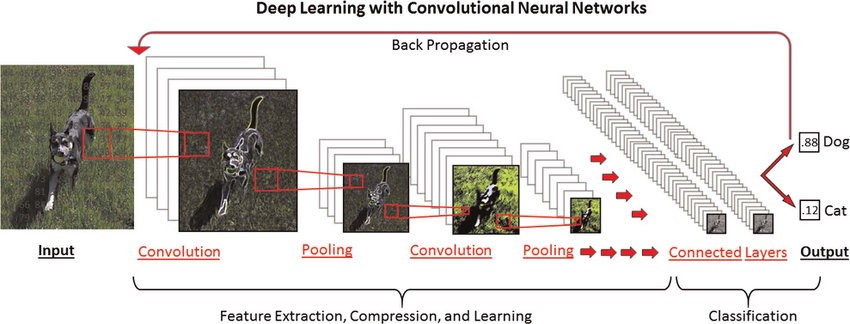 Deep Learning with Convolutional Neural Networks
Back Propagation
.88 Dog
.12 Cat
Input
Convolution
Pooling
Convolution
Pooling
Connected Layers
Output
Feature Extraction, Compression, and Learning
Classification